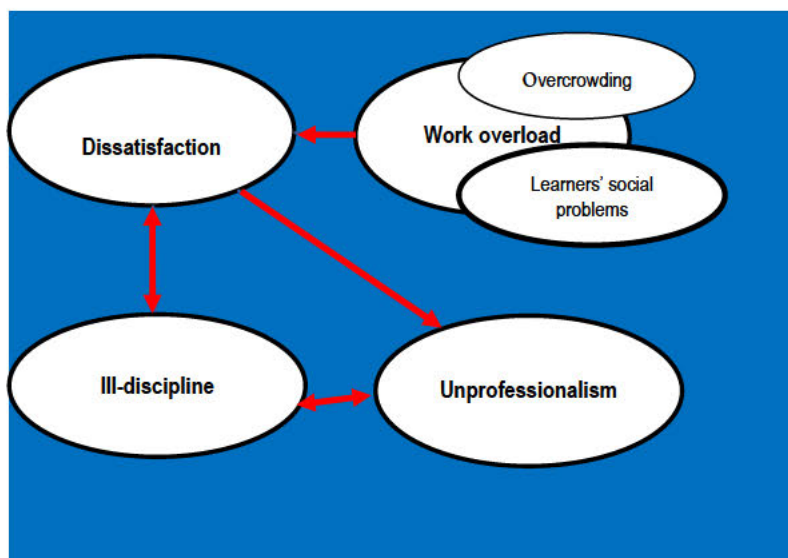 Overcrowding
Dissatisfaction
Work overload
Learners' social
problems
Ill-discipline
Unprofessionalism